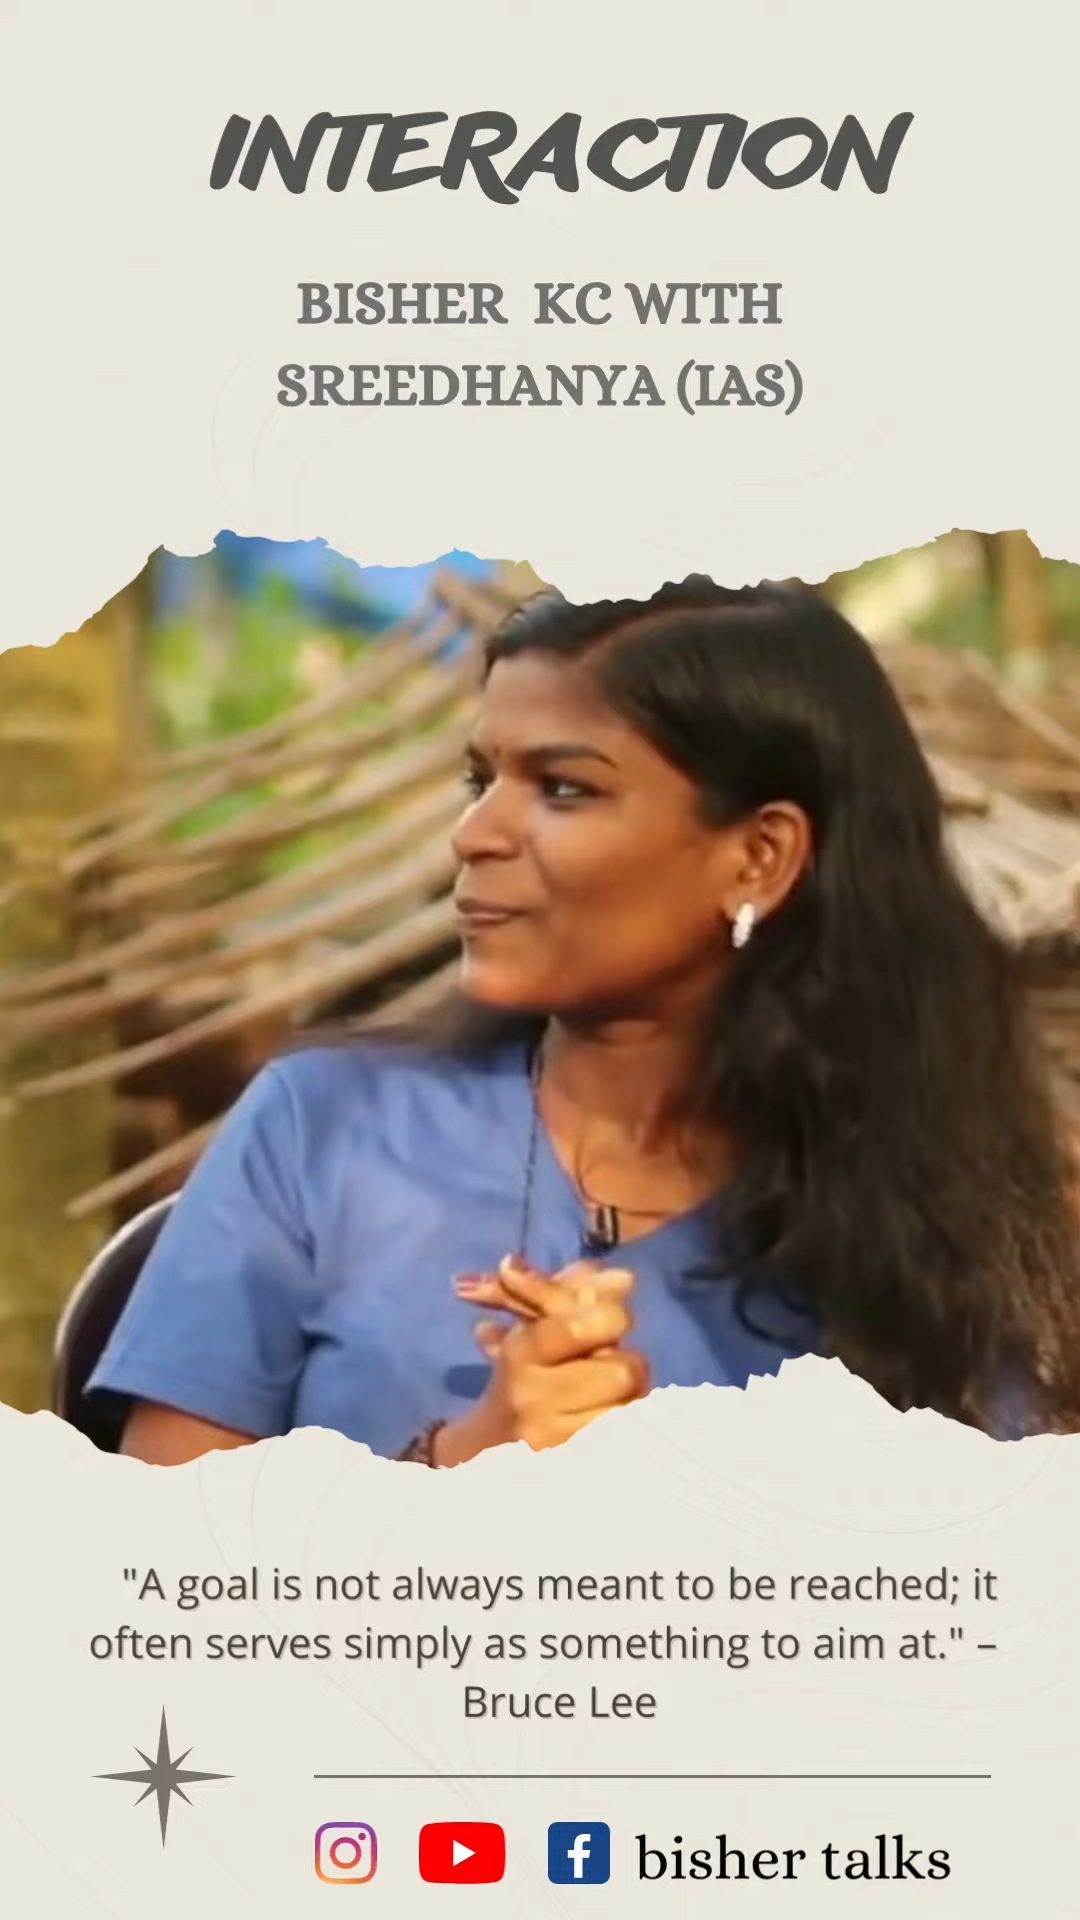 INTERACTION
BISHER KC WITH
SREEDHANYA (IAS)
"A goal is not always meant to be reached; it
often serves simply as something to aim at." –
Bruce Lee
bisher talks